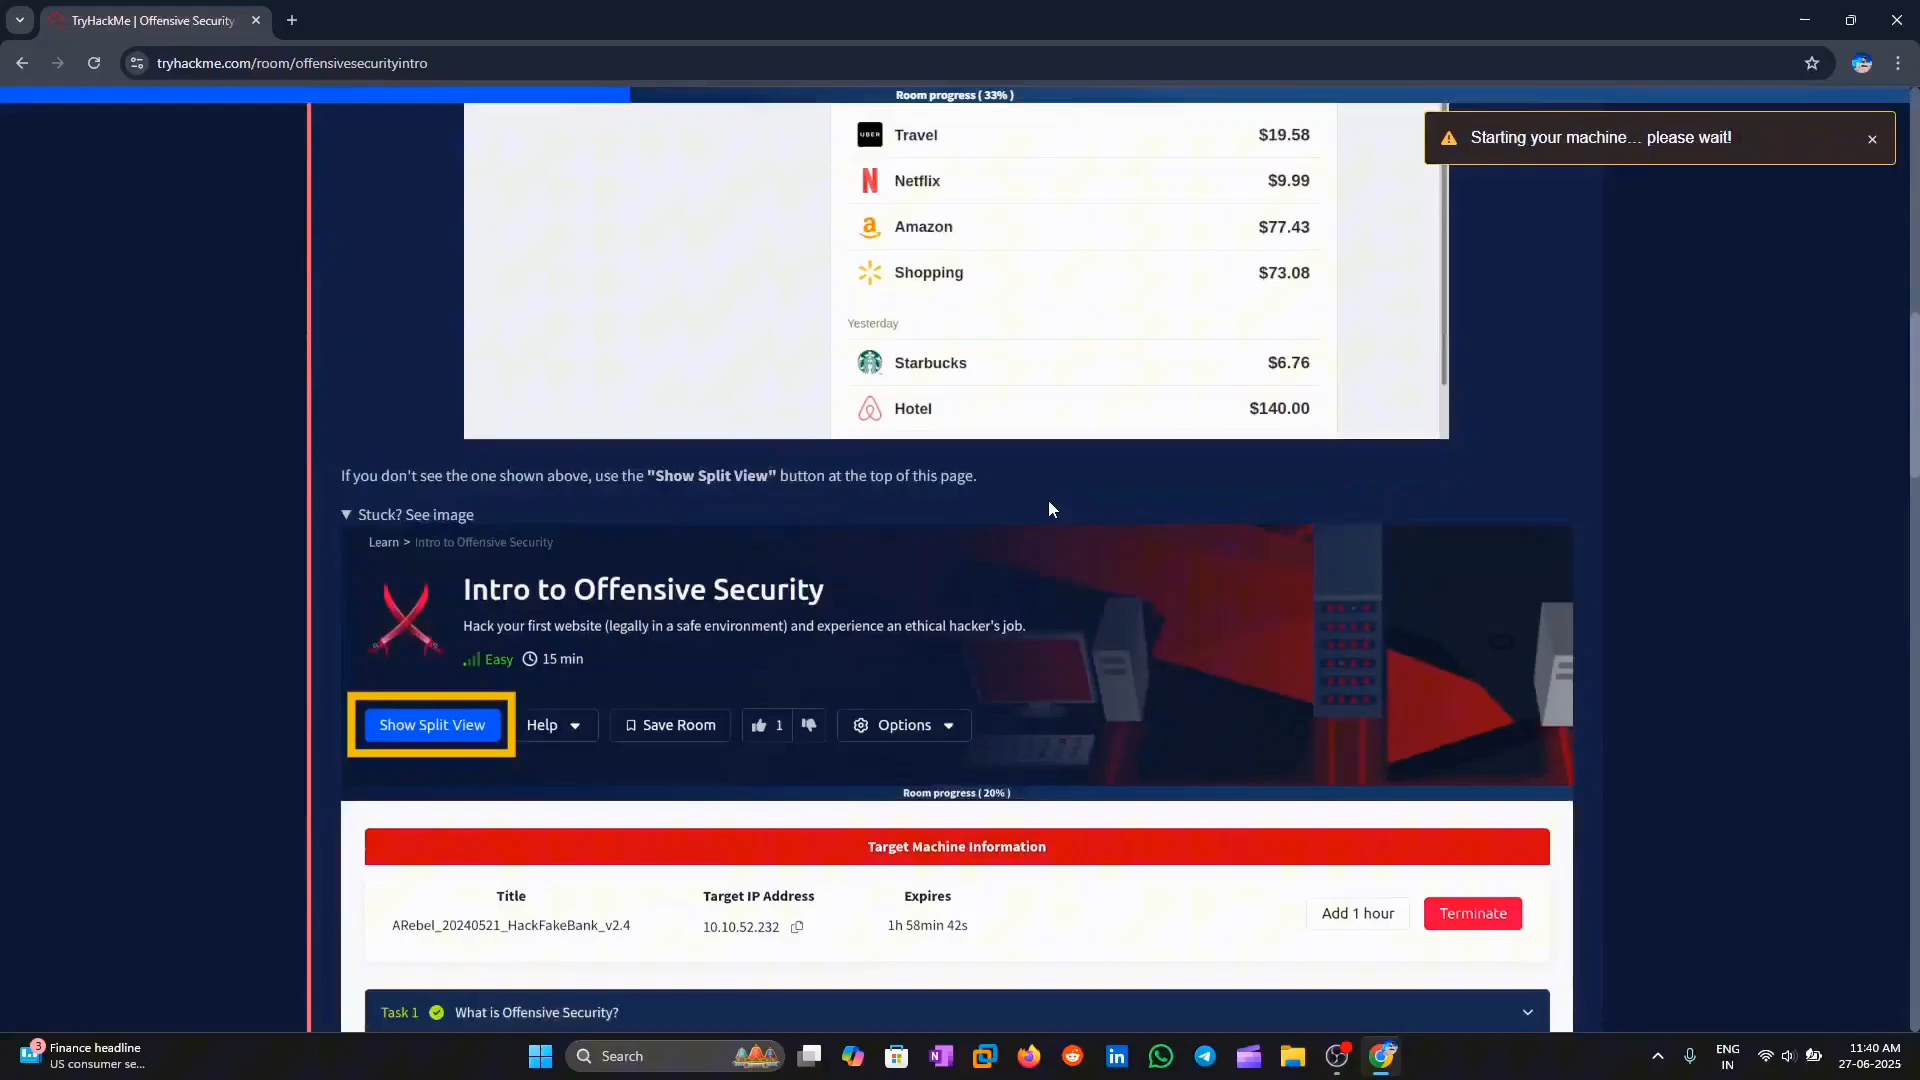 TryHackMe | Offensive Security
tryhackme.com/room/offensivesecurityintro
Room progress ( 33% )
Starting your machine... please wait!
UBER Travel $19.58
Netflix $9.99
Amazon $77.43
Shopping $73.08
Yesterday
Starbucks $6.76
Hotel $140.00
If you don't see the one shown above, use the "Show Split View" button at the top of this page.
▼ Stuck? See image
Learn > Intro to Offensive Security
Intro to Offensive Security
Hack your first website (legally in a safe environment) and experience an ethical hacker's job.
Easy 15 min
Show Split View Help Save Room 1 Options
Room progress ( 20% )
Target Machine Information
Title Target IP Address Expires
ARebel_20240521_HackFakeBank_v2.4 10.10.52.232 1h 58min 42s
Add 1 hour Terminate
Task 1 What is Offensive Security?
3 Finance headline
US consumer se...
Search
ENG
IN
11:40 AM
27-06-2025